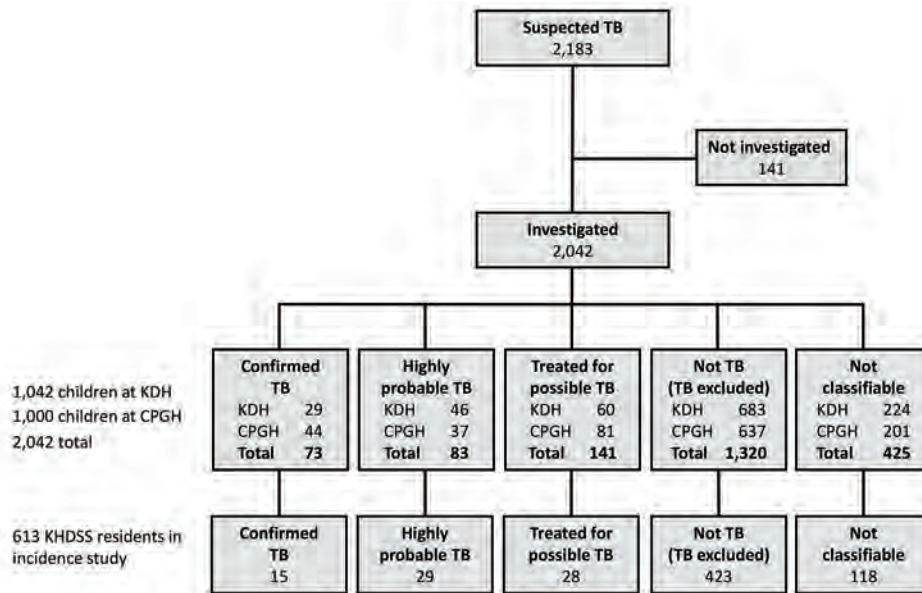 Suspected TB
2,183
Not investigated
141
Investigated
2,042
1,042 children at KDH
1,000 children at CPGH
2,042 total
Confirmed
TB
KDH 29
CPGH 44
Total 73
Highly
probable TB
KDH 46
CPGH 37
Total 83
Treated for
possible TB
KDH 60
CPGH 81
Total 141
Not TB
(TB excluded)
KDH 683
CPGH 637
Total 1,320
Not
classifiable
KDH 224
CPGH 201
Total 425
613 KHDSS residents in
incidence study
Confirmed
TB
15
Highly
probable TB
29
Treated for
possible TB
28
Not TB
(TB excluded)
423
Not
classifiable
118